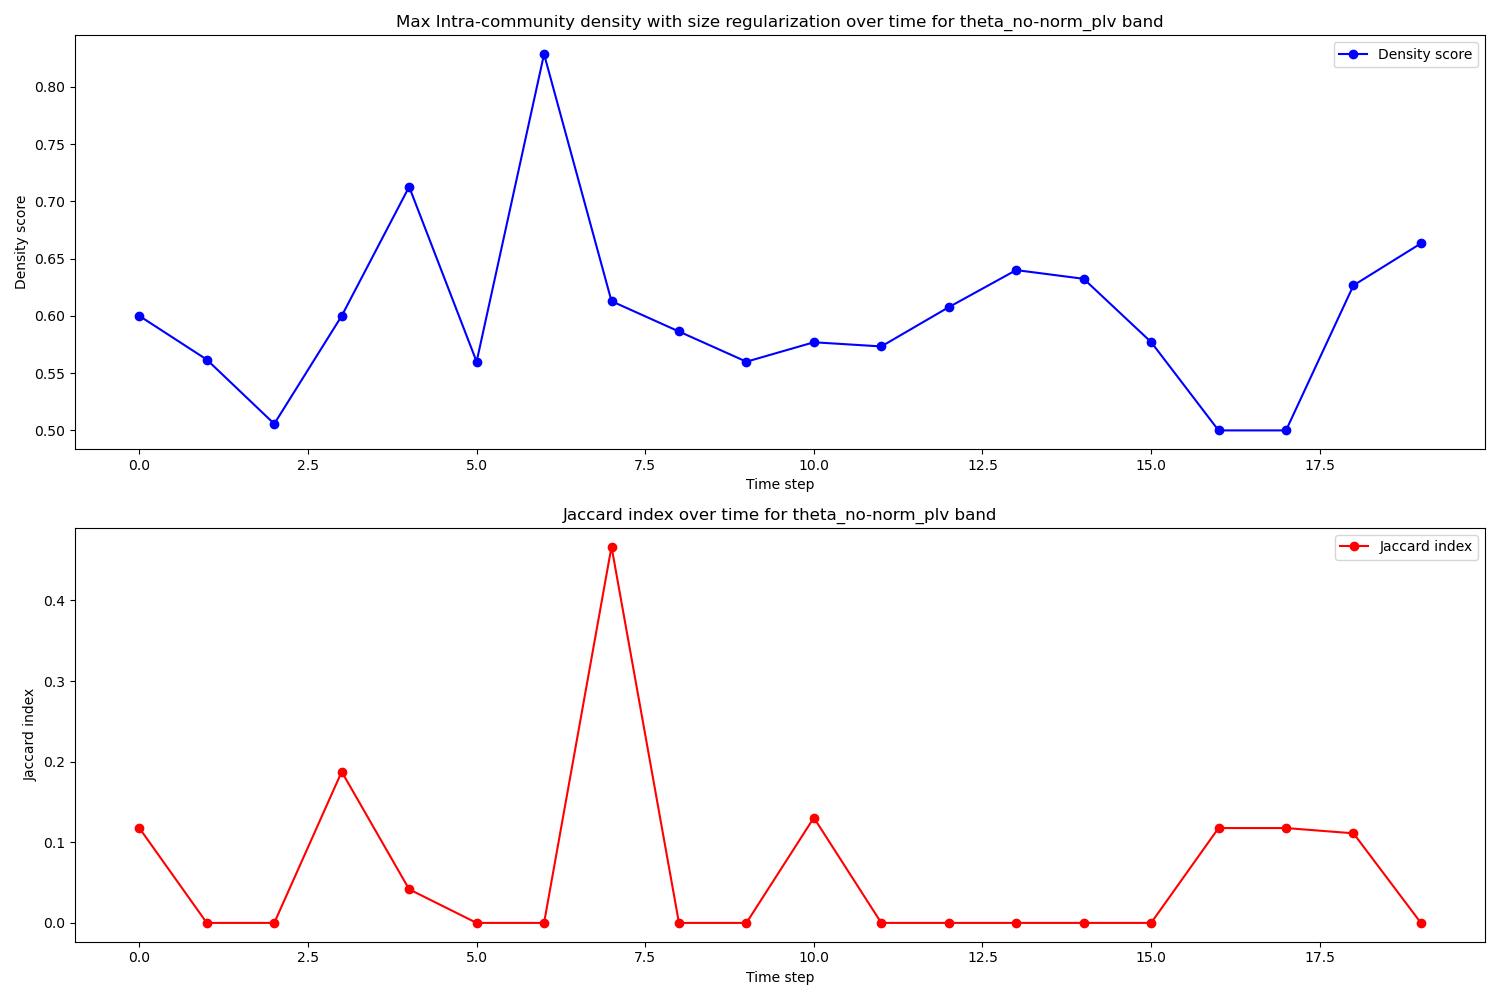 Max Intra-community density with size regularization over time for theta_no-norm_plv band
Density score
0.80
0.75
0.70
0.65
0.60
0.55
0.50
Density score
0.0 2.5 5.0 7.5 10.0 12.5 15.0 17.5
Time step
Jaccard index over time for theta_no-norm_plv band
Jaccard index
0.4
0.3
0.2
0.1
0.0
Jaccard index
0.0 2.5 5.0 7.5 10.0 12.5 15.0 17.5
Time step